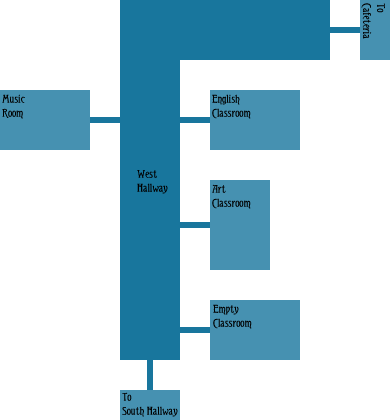 To
Cafeteria
Music
Room
English
Classroom
West
Hallway
Art
Classroom
Empty
Classroom
To
South Hallway